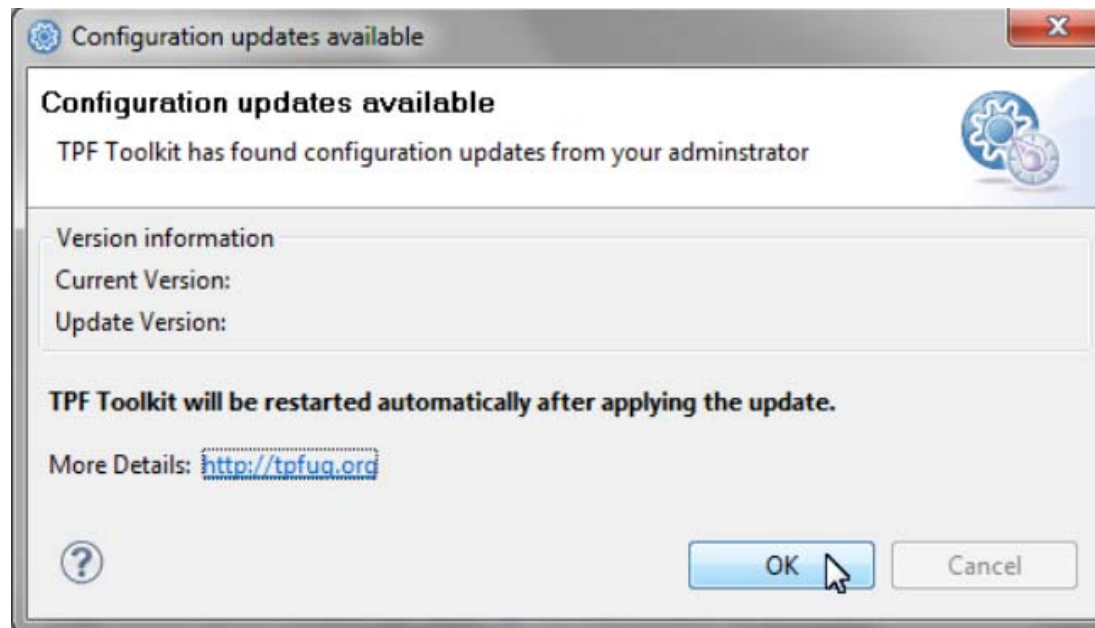 Configuration updates available
Configuration updates available
TPF Toolkit has found configuration updates from your adminstrator
Version information
Current Version:
Update Version:
TPF Toolkit will be restarted automatically after applying the update.
More Details: http://tpfug.org
?
OK
Cancel